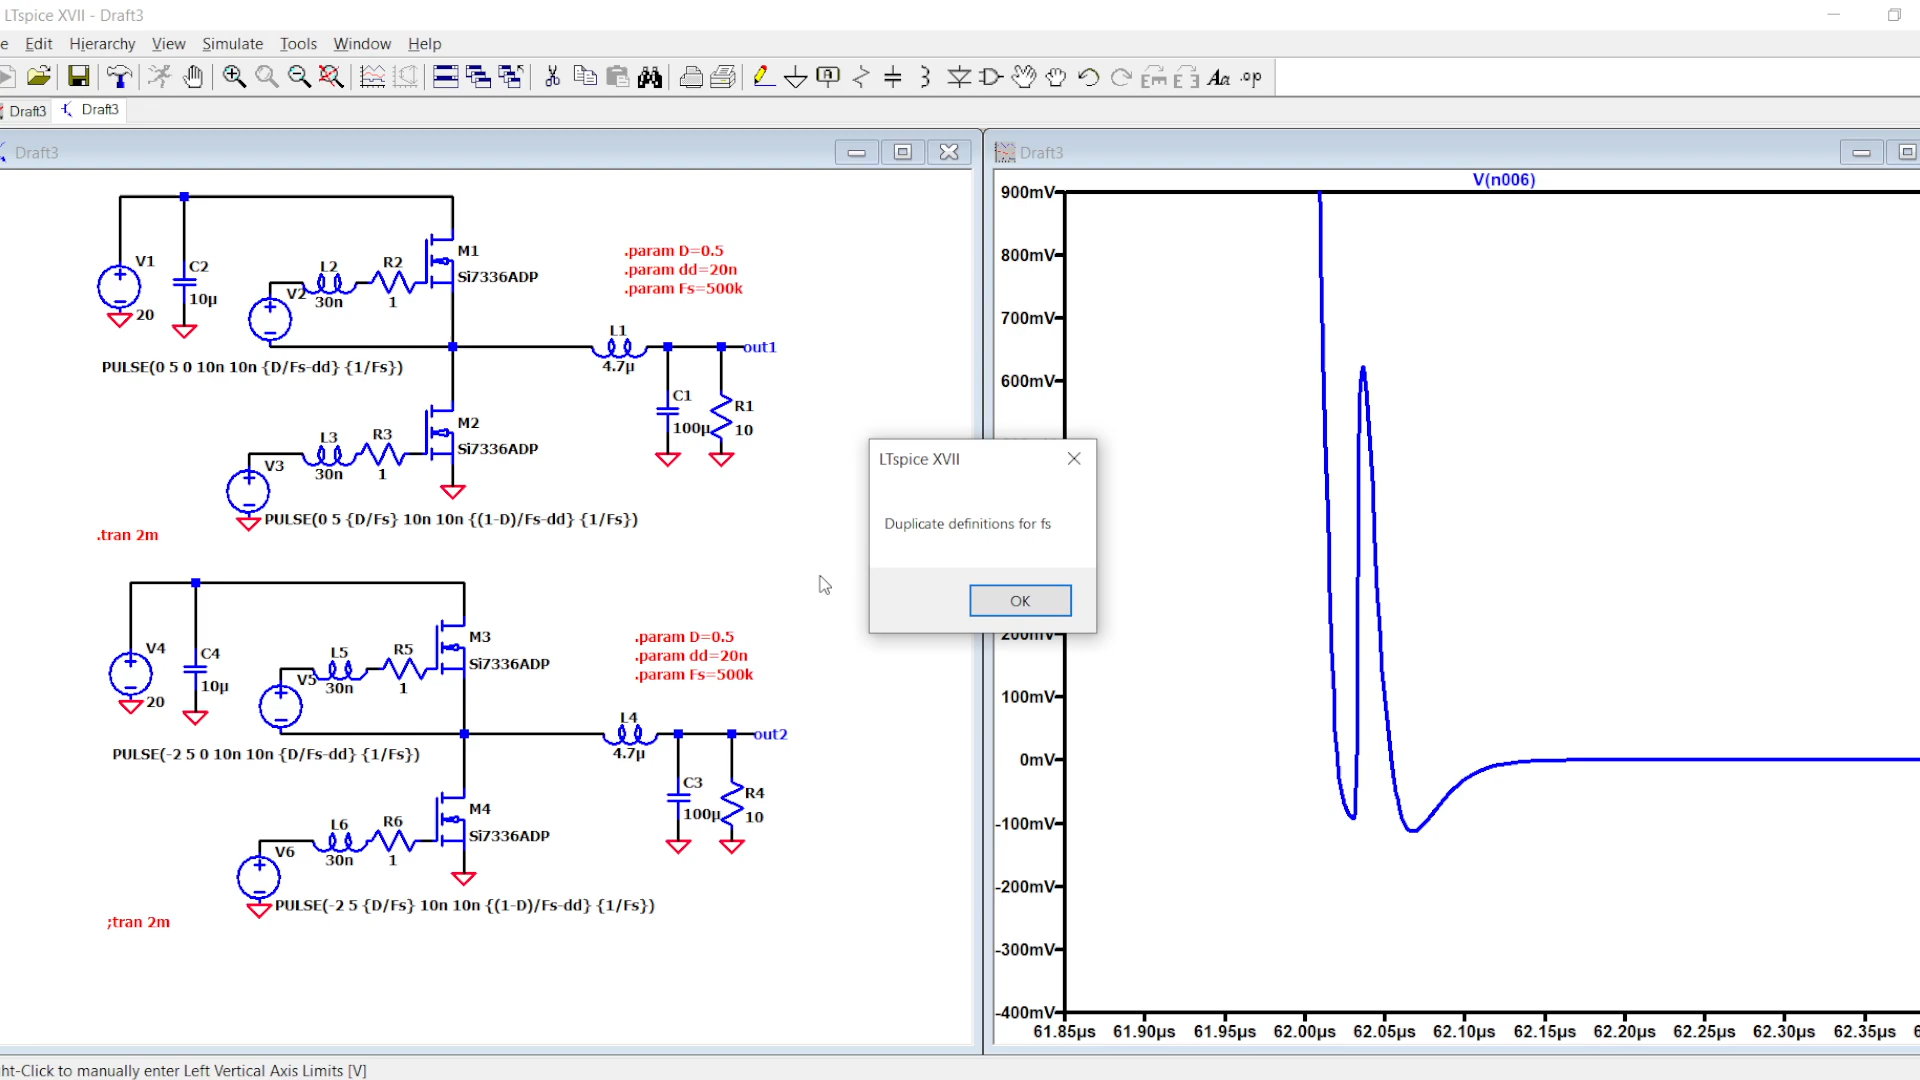 LTspice XVII - Draft3
e Edit Hierarchy View Simulate Tools Window Help
Draft3 Draft3
Draft3
V1
20
C2
10µ
V2
L2
30n
R2
1
M1
Si7336ADP
.param D=0.5
.param dd=20n
.param Fs=500k
PULSE(0 5 0 10n 10n {D/Fs-dd} {1/Fs})
L1
4.7µ
out1
C1
100µ
R1
10
M2
Si7336ADP
L3
30n
R3
1
V3
PULSE(0 5 {D/Fs} 10n 10n {(1-D)/Fs-dd} {1/Fs})
.tran 2m
V4
20
C4
10µ
V5
L5
30n
R5
1
M3
Si7336ADP
.param D=0.5
.param dd=20n
.param Fs=500k
PULSE(-2 5 0 10n 10n {D/Fs-dd} {1/Fs})
L4
4.7µ
out2
C3
100µ
R4
10
M4
Si7336ADP
L6
30n
R6
1
V6
PULSE(-2 5 {D/Fs} 10n 10n {(1-D)/Fs-dd} {1/Fs})
;tran 2m
LTspice XVII
Duplicate definitions for fs
OK
Draft3
V(n006)
900mV
800mV
700mV
600mV
200mV
100mV
0mV
-100mV
-200mV
-300mV
-400mV
61.85µs 61.90µs 61.95µs 62.00µs 62.05µs 62.10µs 62.15µs 62.20µs 62.25µs 62.30µs 62.35µs
ht-Click to manually enter Left Vertical Axis Limits [V]